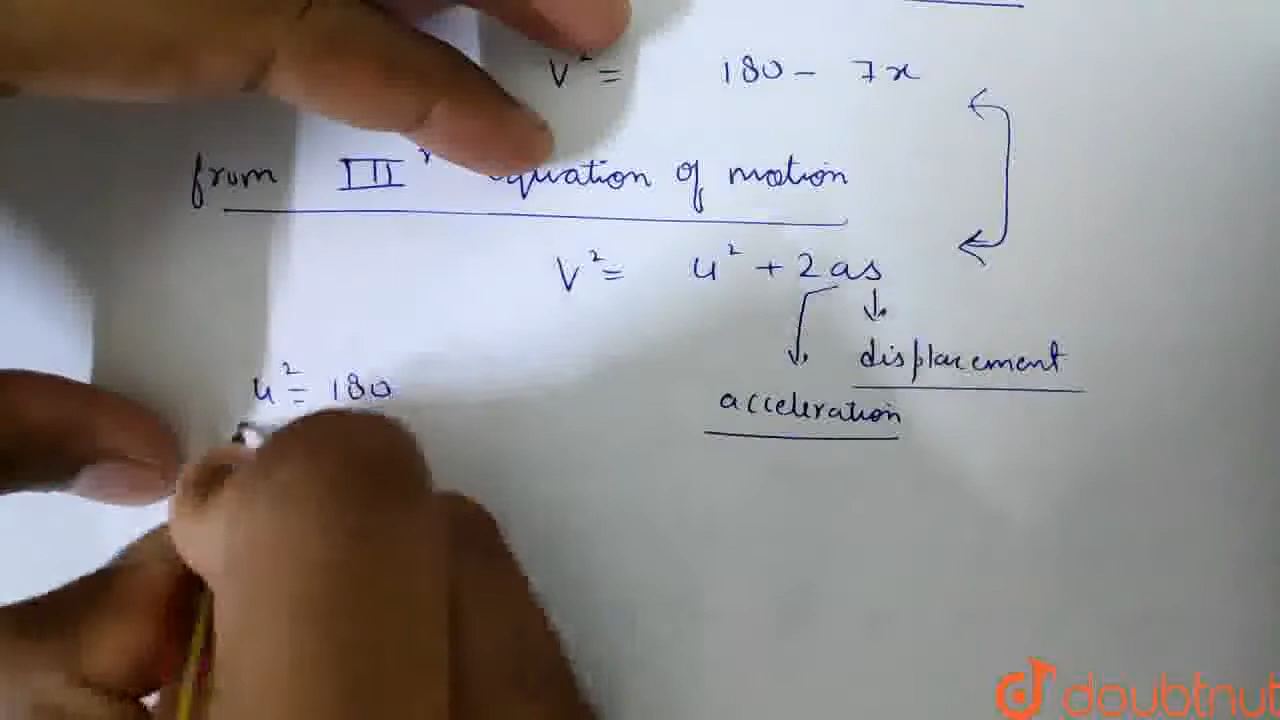 v² = 180 - 7x
from III equation of motion
v² = u² + 2as
displacement
u² = 180
acceleration
doubtnut